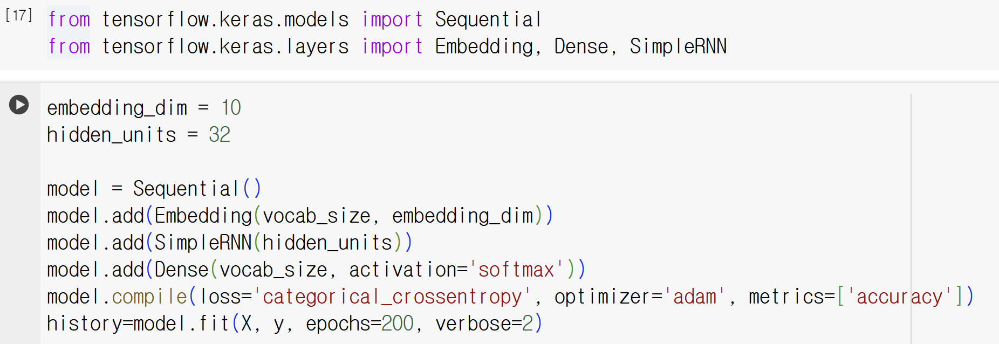 [17]
from tensorflow.keras.models import Sequential
from tensorflow.keras.layers import Embedding, Dense, SimpleRNN
embedding_dim = 10
hidden_units = 32
model = Sequential()
model.add(Embedding(vocab_size, embedding_dim))
model.add(SimpleRNN(hidden_units))
model.add(Dense(vocab_size, activation='softmax'))
model.compile(loss='categorical_crossentropy', optimizer='adam', metrics=['accuracy'])
history=model.fit(X, y, epochs=200, verbose=2)